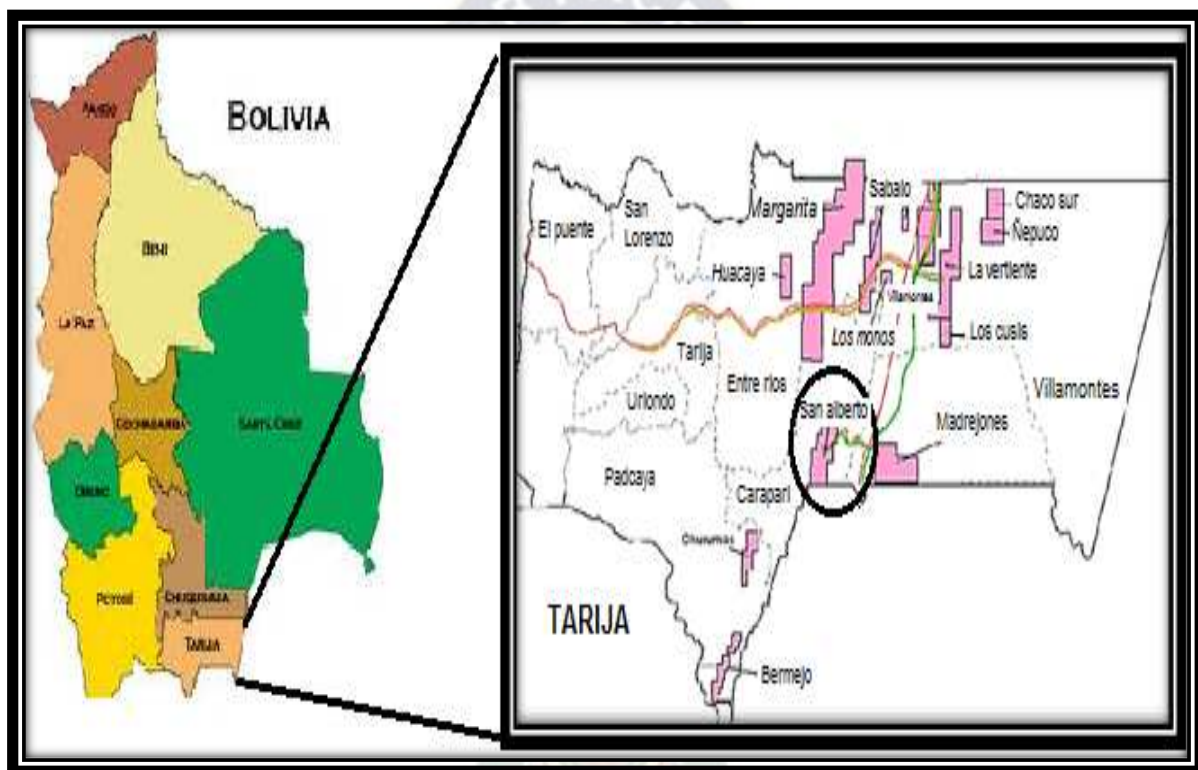 BOLIVIA
PANDO
BENI
LA PAZ
COCHABAMBA
SANTA CRUZ
ORURO
POTOSÍ
CHUQUISACA
TARIJA
El puente
San
Lorenzo
Margarita
Sabalo
Chaco sur
Ñepuco
Huacaya
La vertiente
Villamontes
Los monos
Los cusis
Tarija
Entre rios
Uriondo
San alberto
Madrejones
Villamontes
Padcaya
Carapari
Churumas
TARIJA
Bermejo